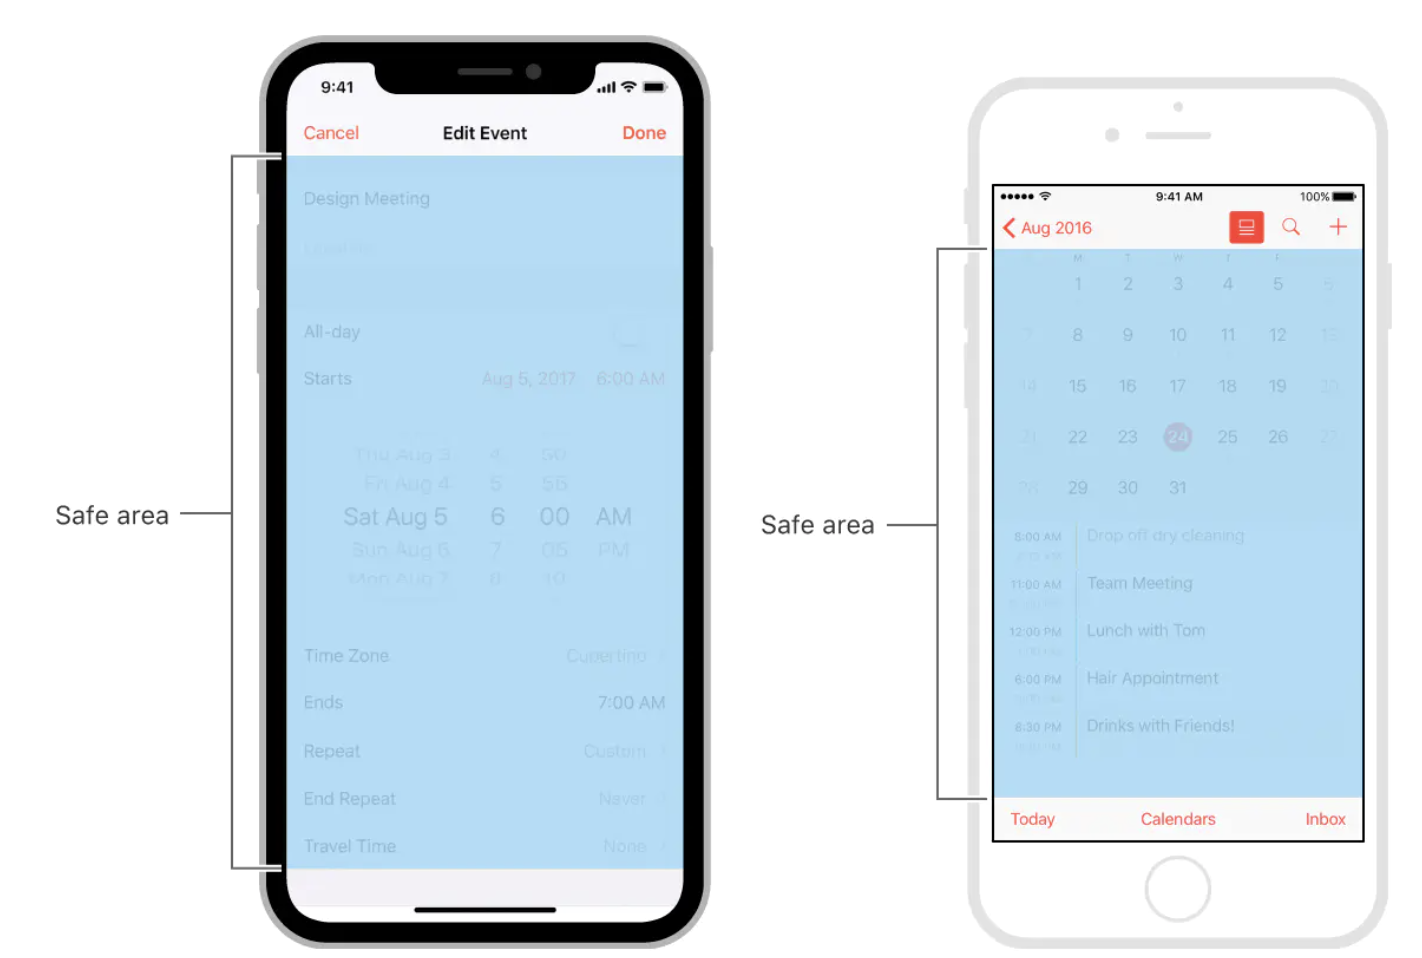 9:41
Cancel Edit Event Done
Design Meeting
All-day
Starts Aug 5, 2017 6:00 AM
Thu Aug 3 4 50
Fri Aug 4 5 55
Sat Aug 5 6 00 AM
Sun Aug 6 7 05 PM
Mon Aug 7 8 10
Time Zone Cupertino
Ends 7:00 AM
Repeat Custom
End Repeat Never
Travel Time None
Safe area
9:41 AM 100%
Aug 2016
M T W T F
1 2 3 4 5 6
7 8 9 10 11 12 13
14 15 16 17 18 19 20
21 22 23 24 25 26 27
28 29 30 31
8:00 AM Drop off dry cleaning
11:00 AM Team Meeting
12:00 PM Lunch with Tom
6:00 PM Hair Appointment
8:30 PM Drinks with Friends!
Today Calendars Inbox
Safe area